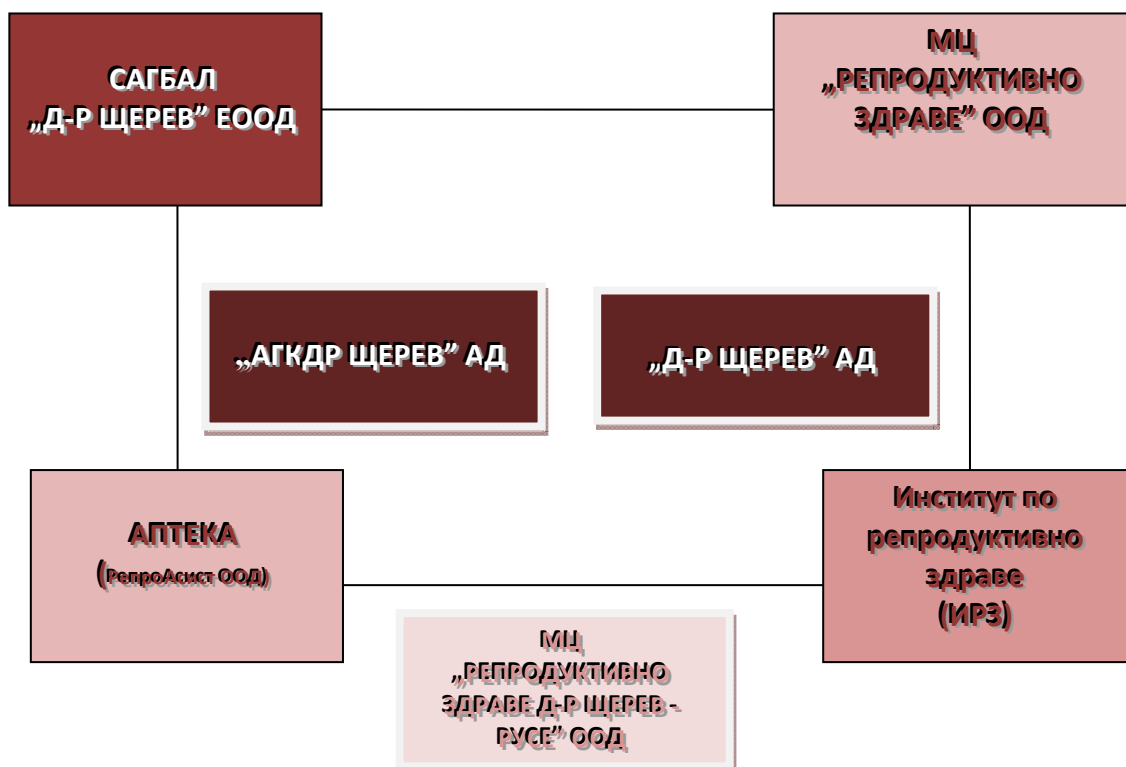 САГБАЛ
„Д-Р ЩЕРЕВ” ЕООД
МЦ
„РЕПРОДУКТИВНО
ЗДРАВЕ” ООД
„АГКДР ЩЕРЕВ” АД
„Д-Р ЩЕРЕВ” АД
АПТЕКА
(РепроАсист ООД)
Институт по
репродуктивно
здраве
(ИРЗ)
МЦ
„РЕПРОДУКТИВНО
ЗДРАВЕ Д-Р ЩЕРЕВ -
РУСЕ” ООД